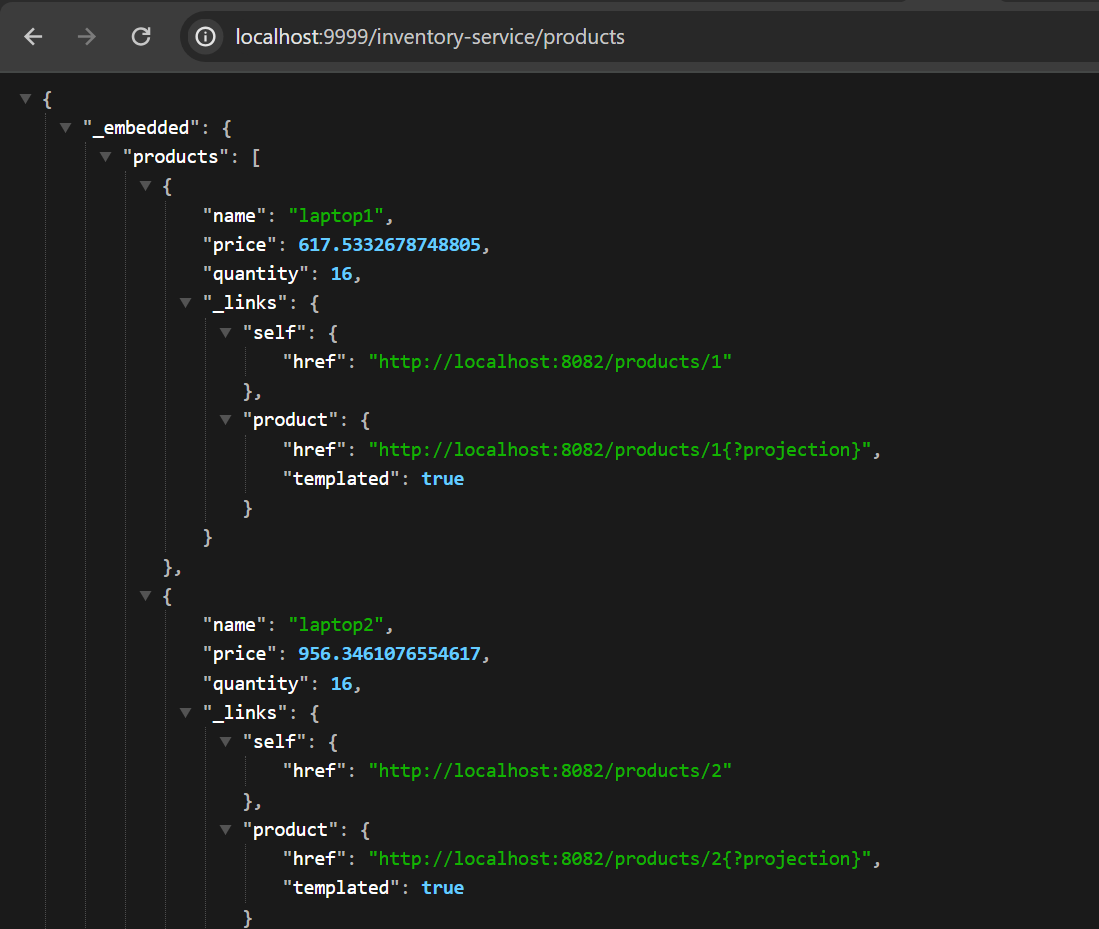 localhost:9999/inventory-service/products
{
"_embedded": {
"products": [
{
"name": "laptop1",
"price": 617.5332678748805,
"quantity": 16,
"_links": {
"self": {
"href": "http://localhost:8082/products/1"
},
"product": {
"href": "http://localhost:8082/products/1{?projection}",
"templated": true
}
}
},
{
"name": "laptop2",
"price": 956.3461076554617,
"quantity": 16,
"_links": {
"self": {
"href": "http://localhost:8082/products/2"
},
"product": {
"href": "http://localhost:8082/products/2{?projection}",
"templated": true
}